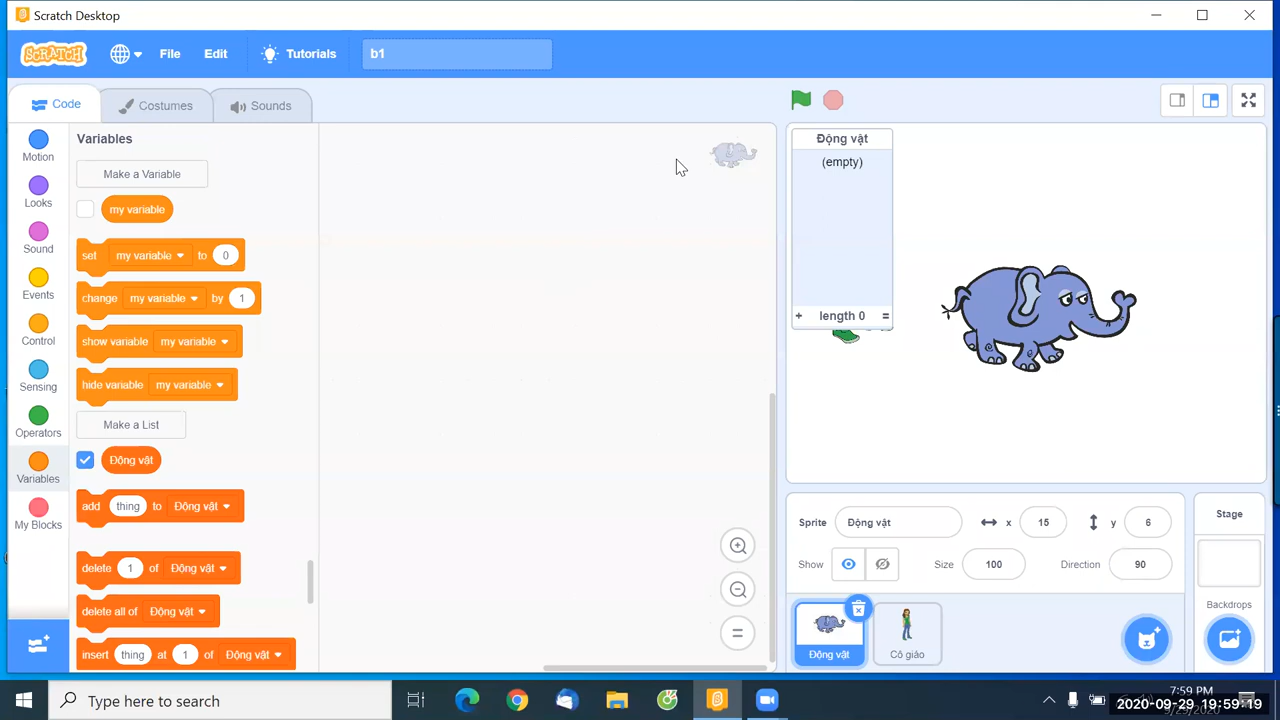 Scratch Desktop
SCRATCH
File
Edit
Tutorials
b1
Code
Costumes
Sounds
Motion
Looks
Sound
Events
Control
Sensing
Operators
Variables
My Blocks
Variables
Make a Variable
my variable
set my variable to 0
change my variable by 1
show variable my variable
hide variable my variable
Make a List
Động vật
add thing to Động vật
delete 1 of Động vật
delete all of Động vật
insert thing at 1 of Động vật
Động vật
(empty)
+ length 0 =
Sprite Động vật x 15 y 6
Show Size 100 Direction 90
Động vật
Cô giáo
Stage
Backdrops
Type here to search
7:59 PM
2020-09-29 19:59:19